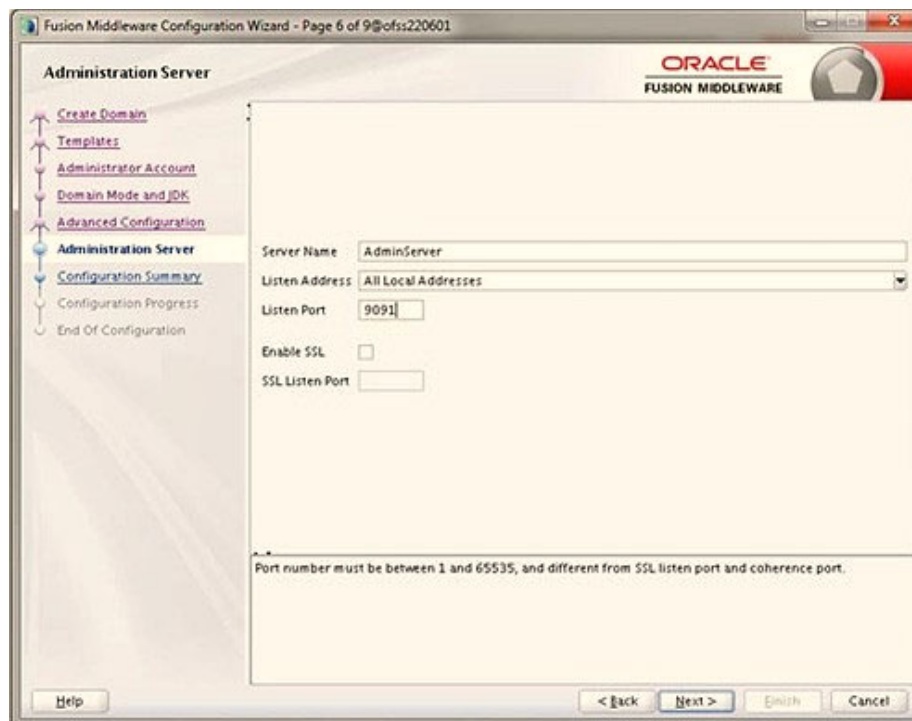 Fusion Middleware Configuration Wizard - Page 6 of 9@ofss220601
Administration Server
ORACLE
FUSION MIDDLEWARE
Create Domain
Templates
Administrator Account
Domain Mode and JDK
Advanced Configuration
Administration Server
Configuration Summary
Configuration Progress
End Of Configuration
Server Name AdminServer
Listen Address All Local Addresses
Listen Port 9091
Enable SSL
SSL Listen Port
Port number must be between 1 and 65535, and different from SSL listen port and coherence port.
Help < Back Next > Finish Cancel